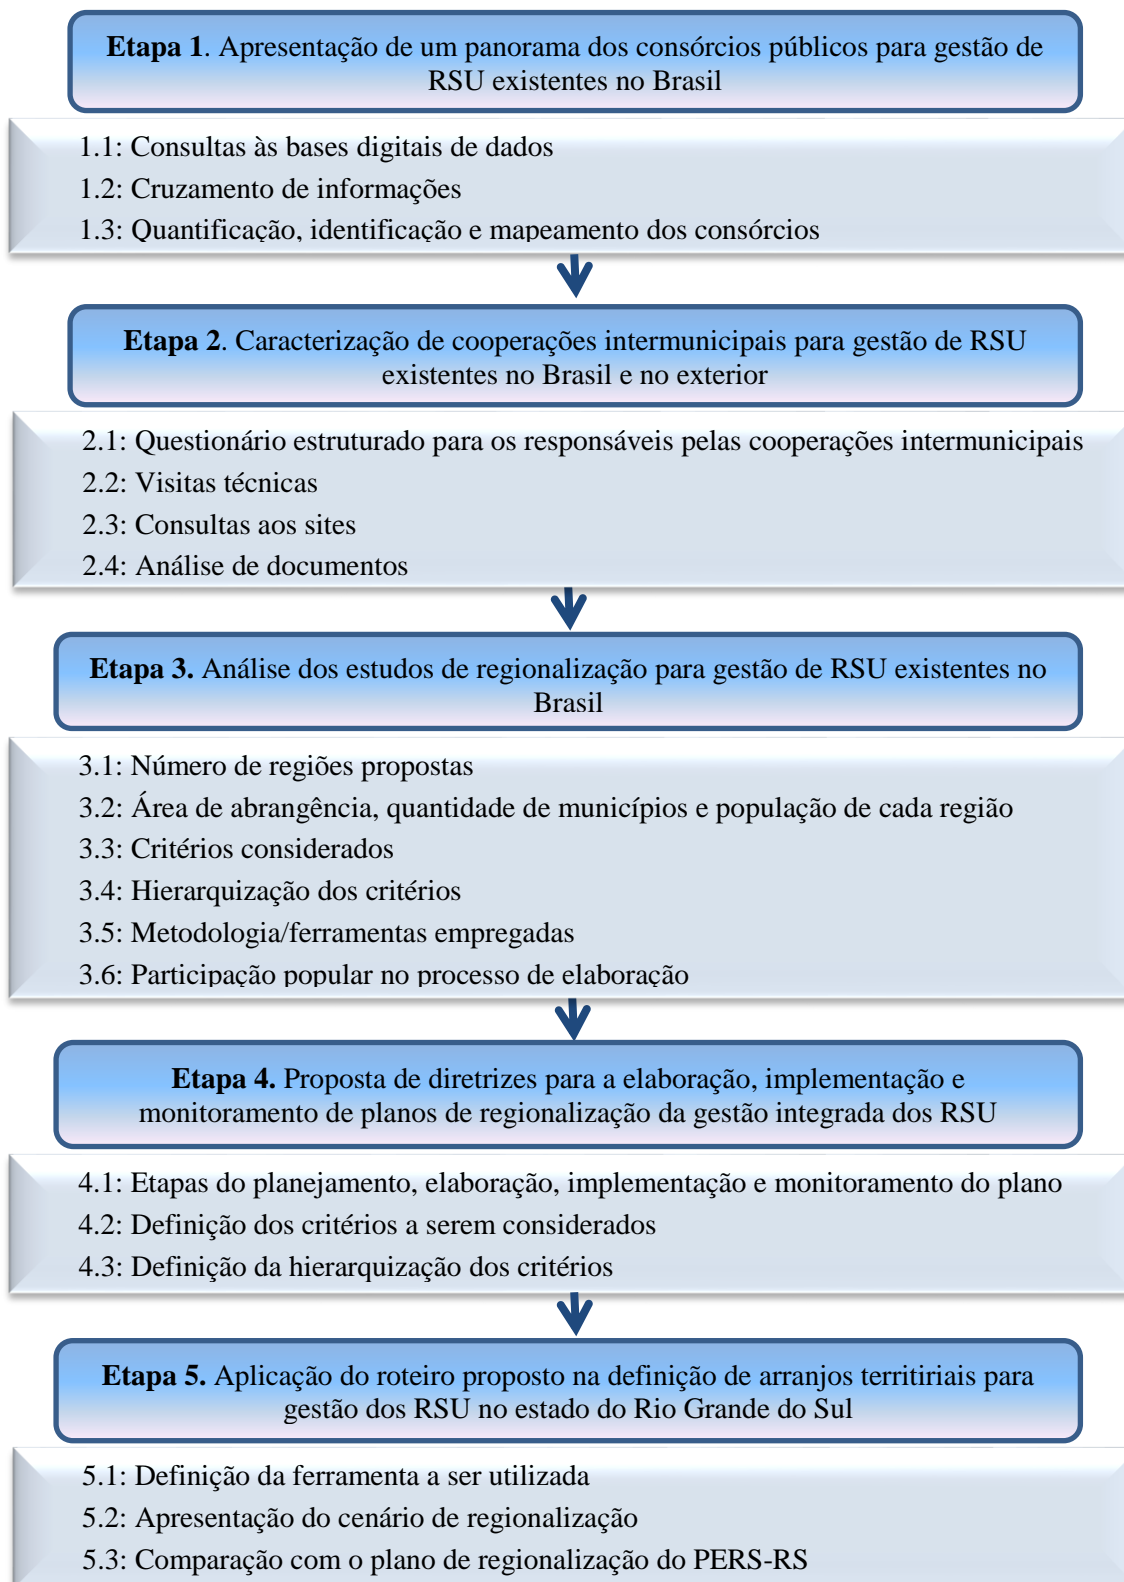 Etapa 1. Apresentação de um panorama dos consórcios públicos para gestão de
RSU existentes no Brasil
1.1: Consultas às bases digitais de dados
1.2: Cruzamento de informações
1.3: Quantificação, identificação e mapeamento dos consórcios
Etapa 2. Caracterização de cooperações intermunicipais para gestão de RSU
existentes no Brasil e no exterior
2.1: Questionário estruturado para os responsáveis pelas cooperações intermunicipais
2.2: Visitas técnicas
2.3: Consultas aos sites
2.4: Análise de documentos
Etapa 3. Análise dos estudos de regionalização para gestão de RSU existentes no
Brasil
3.1: Número de regiões propostas
3.2: Área de abrangência, quantidade de municípios e população de cada região
3.3: Critérios considerados
3.4: Hierarquização dos critérios
3.5: Metodologia/ferramentas empregadas
3.6: Participação popular no processo de elaboração
Etapa 4. Proposta de diretrizes para a elaboração, implementação e
monitoramento de planos de regionalização da gestão integrada dos RSU
4.1: Etapas do planejamento, elaboração, implementação e monitoramento do plano
4.2: Definição dos critérios a serem considerados
4.3: Definição da hierarquização dos critérios
Etapa 5. Aplicação do roteiro proposto na definição de arranjos territiriais para
gestão dos RSU no estado do Rio Grande do Sul
5.1: Definição da ferramenta a ser utilizada
5.2: Apresentação do cenário de regionalização
5.3: Comparação com o plano de regionalização do PERS-RS